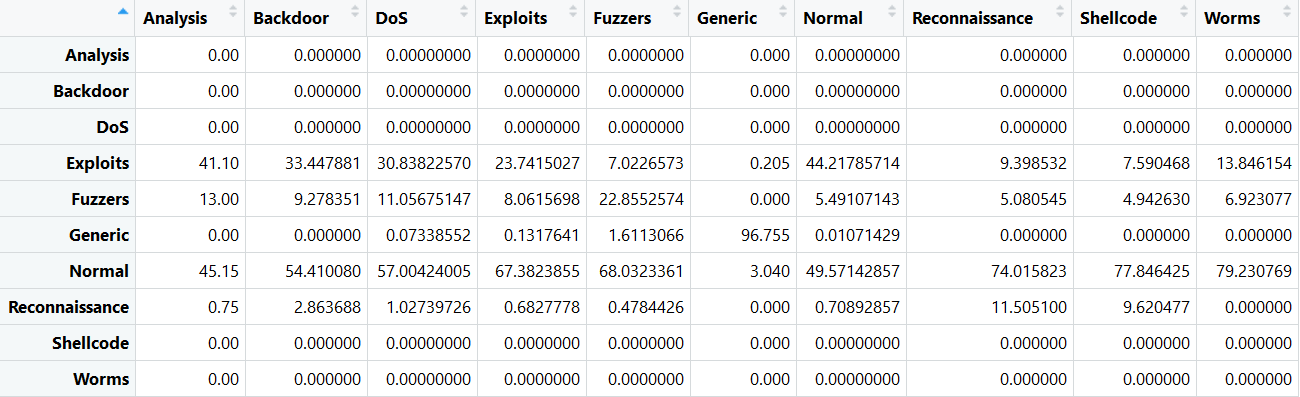 Analysis Backdoor DoS Exploits Fuzzers Generic Normal Reconnaissance Shellcode Worms
Analysis 0.00 0.000000 0.00000000 0.0000000 0.0000000 0.000 0.00000000 0.000000 0.000000 0.000000
Backdoor 0.00 0.000000 0.00000000 0.0000000 0.0000000 0.000 0.00000000 0.000000 0.000000 0.000000
DoS 0.00 0.000000 0.00000000 0.0000000 0.0000000 0.000 0.00000000 0.000000 0.000000 0.000000
Exploits 41.10 33.447881 30.83822570 23.7415027 7.0226573 0.205 44.21785714 9.398532 7.590468 13.846154
Fuzzers 13.00 9.278351 11.05675147 8.0615698 22.8552574 0.000 5.49107143 5.080545 4.942630 6.923077
Generic 0.00 0.000000 0.07338552 0.1317641 1.6113066 96.755 0.01071429 0.000000 0.000000 0.000000
Normal 45.15 54.410080 57.00424005 67.3823855 68.0323361 3.040 49.57142857 74.015823 77.846425 79.230769
Reconnaissance 0.75 2.863688 1.02739726 0.6827778 0.4784426 0.000 0.70892857 11.505100 9.620477 0.000000
Shellcode 0.00 0.000000 0.00000000 0.0000000 0.0000000 0.000 0.00000000 0.000000 0.000000 0.000000
Worms 0.00 0.000000 0.00000000 0.0000000 0.0000000 0.000 0.00000000 0.000000 0.000000 0.000000